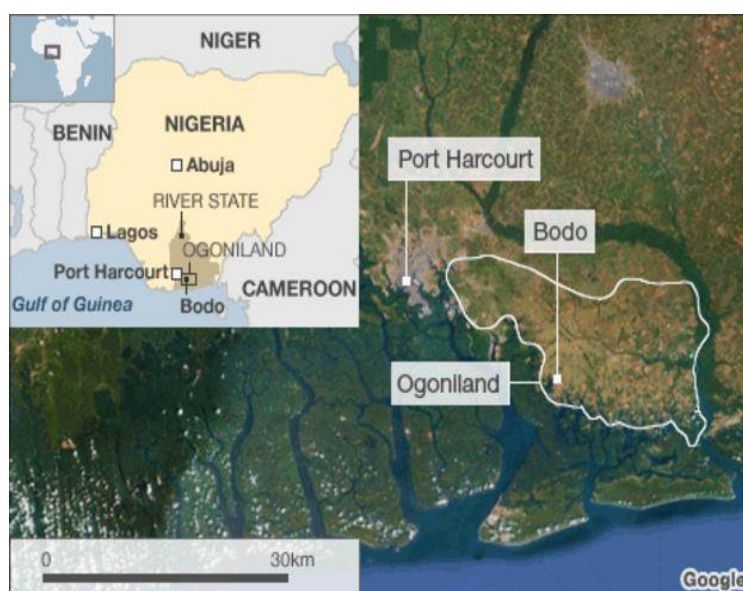 NIGER
BENIN
NIGERIA
Abuja
RIVER STATE
Lagos
OGONILAND
Port Harcourt
CAMEROON
Gulf of Guinea
Bodo
Port Harcourt
Bodo
Ogoniland
0 30km
Google